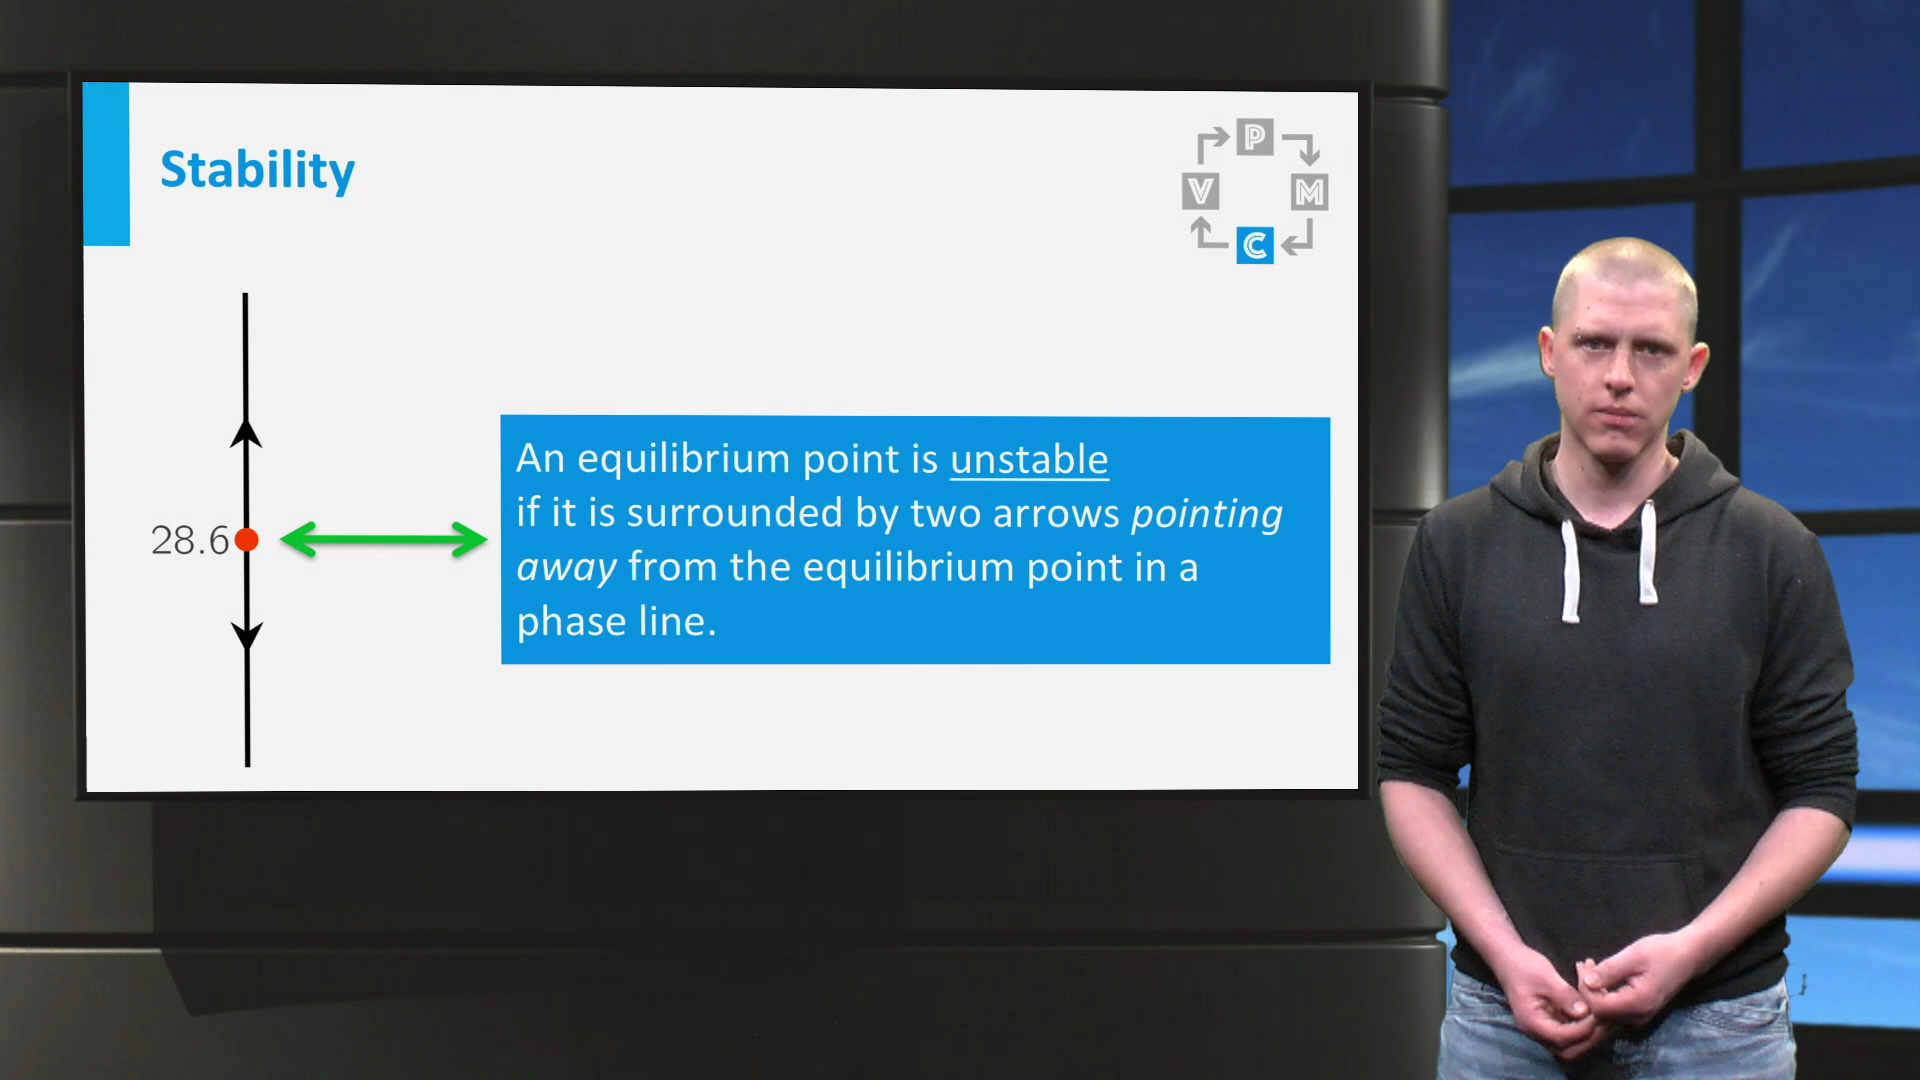 Stability
P
V
M
C
28.6
An equilibrium point is unstable
if it is surrounded by two arrows pointing
away from the equilibrium point in a
phase line.